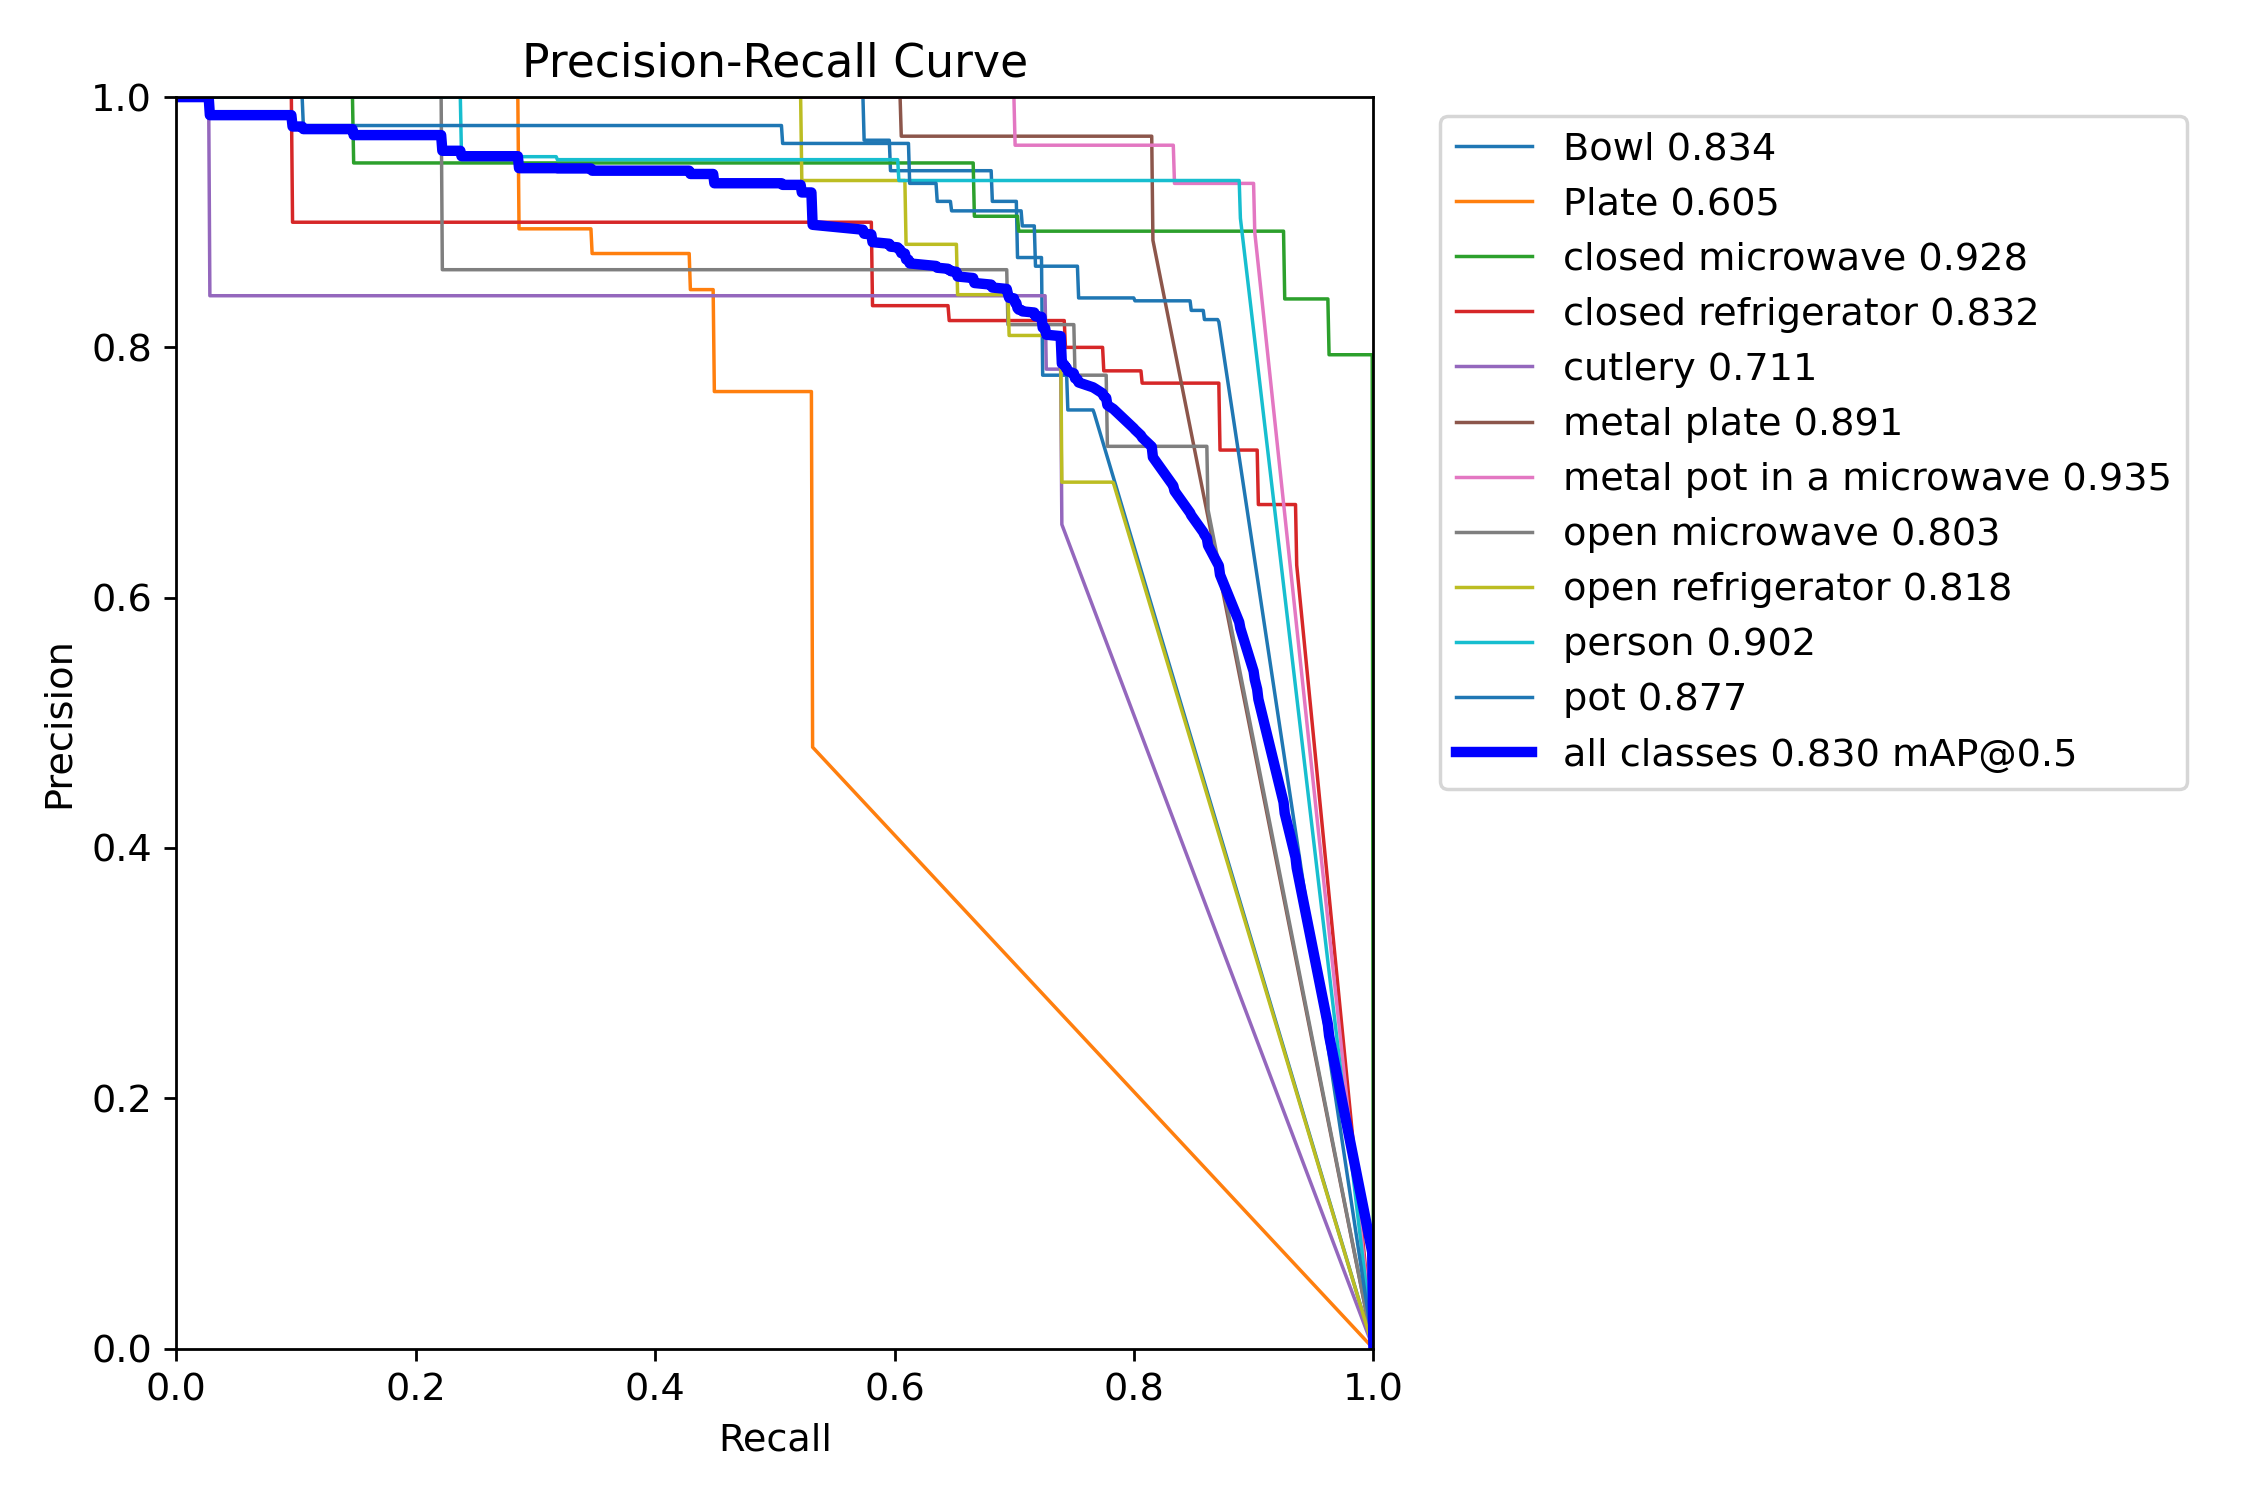 Precision-Recall Curve
1.0
0.8
0.6
0.4
0.2
0.0
Precision
0.0 0.2 0.4 0.6 0.8 1.0
Recall
Bowl 0.834
Plate 0.605
closed microwave 0.928
closed refrigerator 0.832
cutlery 0.711
metal plate 0.891
metal pot in a microwave 0.935
open microwave 0.803
open refrigerator 0.818
person 0.902
pot 0.877
all classes 0.830 mAP@0.5